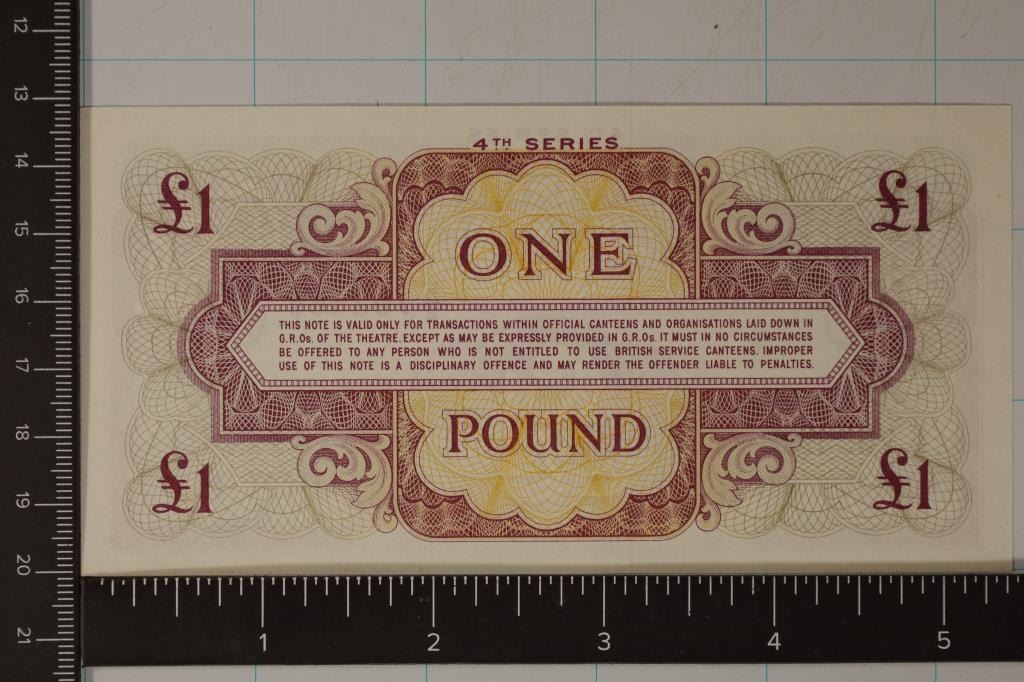 12
13
14
15
16
17
18
19
20
21
4TH SERIES
£1 £1
ONE
THIS NOTE IS VALID ONLY FOR TRANSACTIONS WITHIN OFFICIAL CANTEENS AND ORGANISATIONS LAID DOWN IN
G.R.Os. OF THE THEATRE. EXCEPT AS MAY BE EXPRESSLY PROVIDED IN G.R.Os. IT MUST IN NO CIRCUMSTANCES
BE OFFERED TO ANY PERSON WHO IS NOT ENTITLED TO USE BRITISH SERVICE CANTEENS. IMPROPER
USE OF THIS NOTE IS A DISCIPLINARY OFFENCE AND MAY RENDER THE OFFENDER LIABLE TO PENALTIES.
POUND
£1 £1
1 2 3 4 5